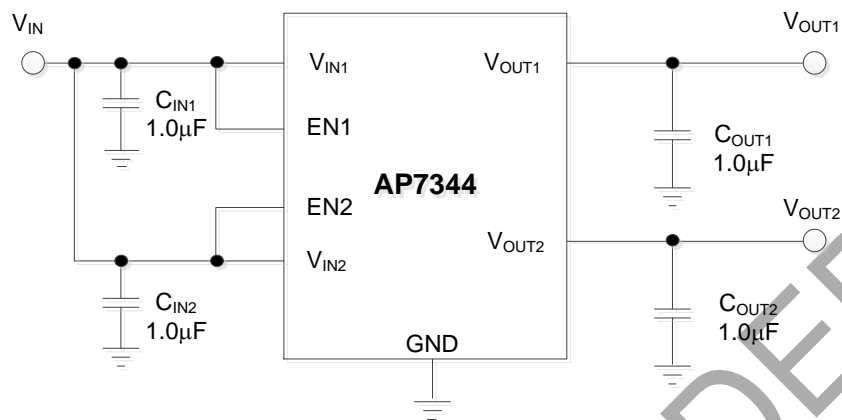 VIN
VOUT1
VIN1
VOUT1
CIN1
1.0μF
EN1
COUT1
1.0μF
AP7344
EN2
VOUT2
VOUT2
VIN2
CIN2
1.0μF
COUT2
1.0μF
GND